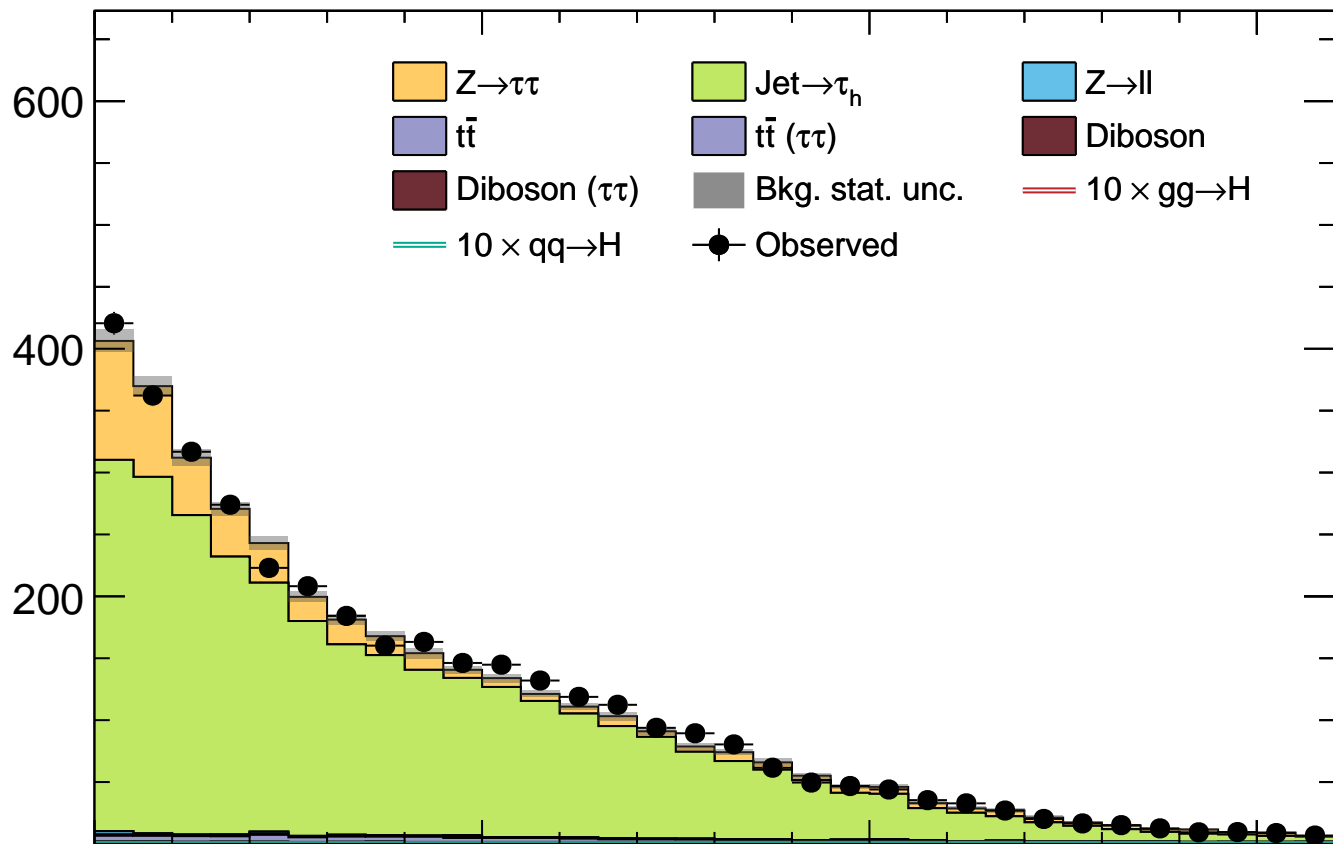 600
Z→ττ Jet→τh Z→ll
tt̄ tt̄ (ττ) Diboson
Diboson (ττ) Bkg. stat. unc. 10 × gg→H
10 × qq→H Observed
400
200